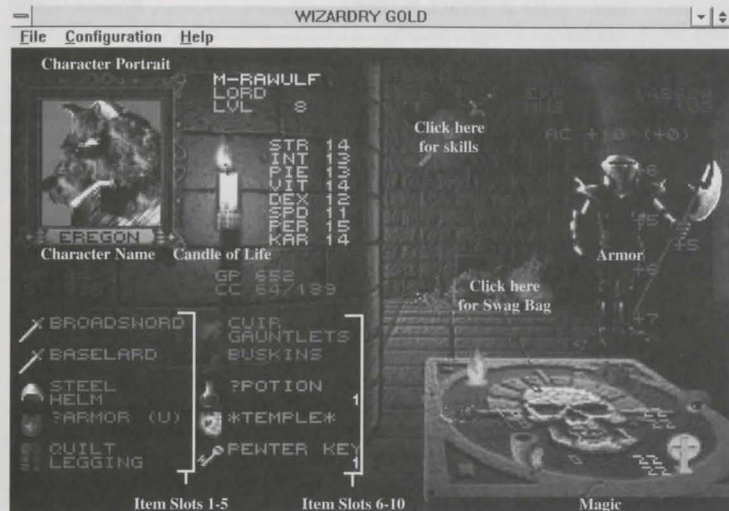 WIZARDRY GOLD
File Configuration Help
Character Portrait
M-RAWULF
LORD
LVL 8
STR 14
INT 13
PIE 13
VIT 14
DEX 12
SPD 11
PER 15
KAR 14
EREGON
Character Name
Candle of Life
GP 652
CC 64/189
Click here
for skills
AC +10 (+0)
Armor
+5
+6
+7
Click here
for Swag Bag
BROADSWORD
BASELARD
STEEL
HELM
?ARMOR (U)
QUILT
LEGGING
Item Slots 1-5
CUIR
GAUNTLETS
BUSKINS
?POTION
1
*TEMPLE*
PEWTER KEY
1
Item Slots 6-10
Magic